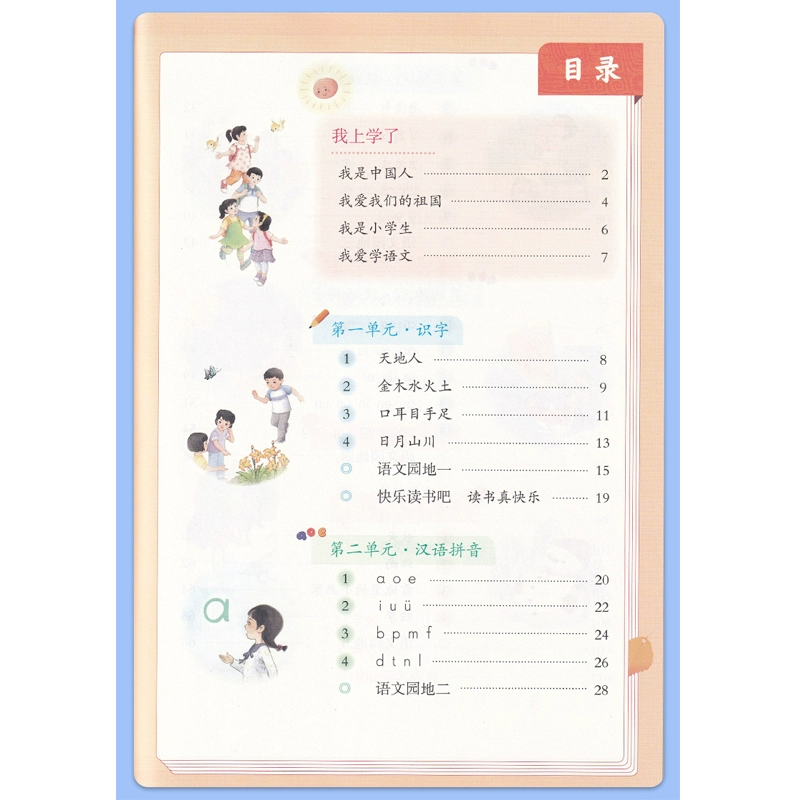 目录
我上学了
我是中国人 2
我爱我们的祖国 4
我是小学生 6
我爱学语文 7
第一单元·识字
1 天地人 8
2 金木水火土 9
3 口耳目手足 11
4 日月山川 13
语文园地一 15
快乐读书吧 读书真快乐 19
aoe
第二单元·汉语拼音
1 ɑ o e 20
2 i u ü 22
3 b p m f 24
4 d t n l 26
语文园地二 28
ɑ